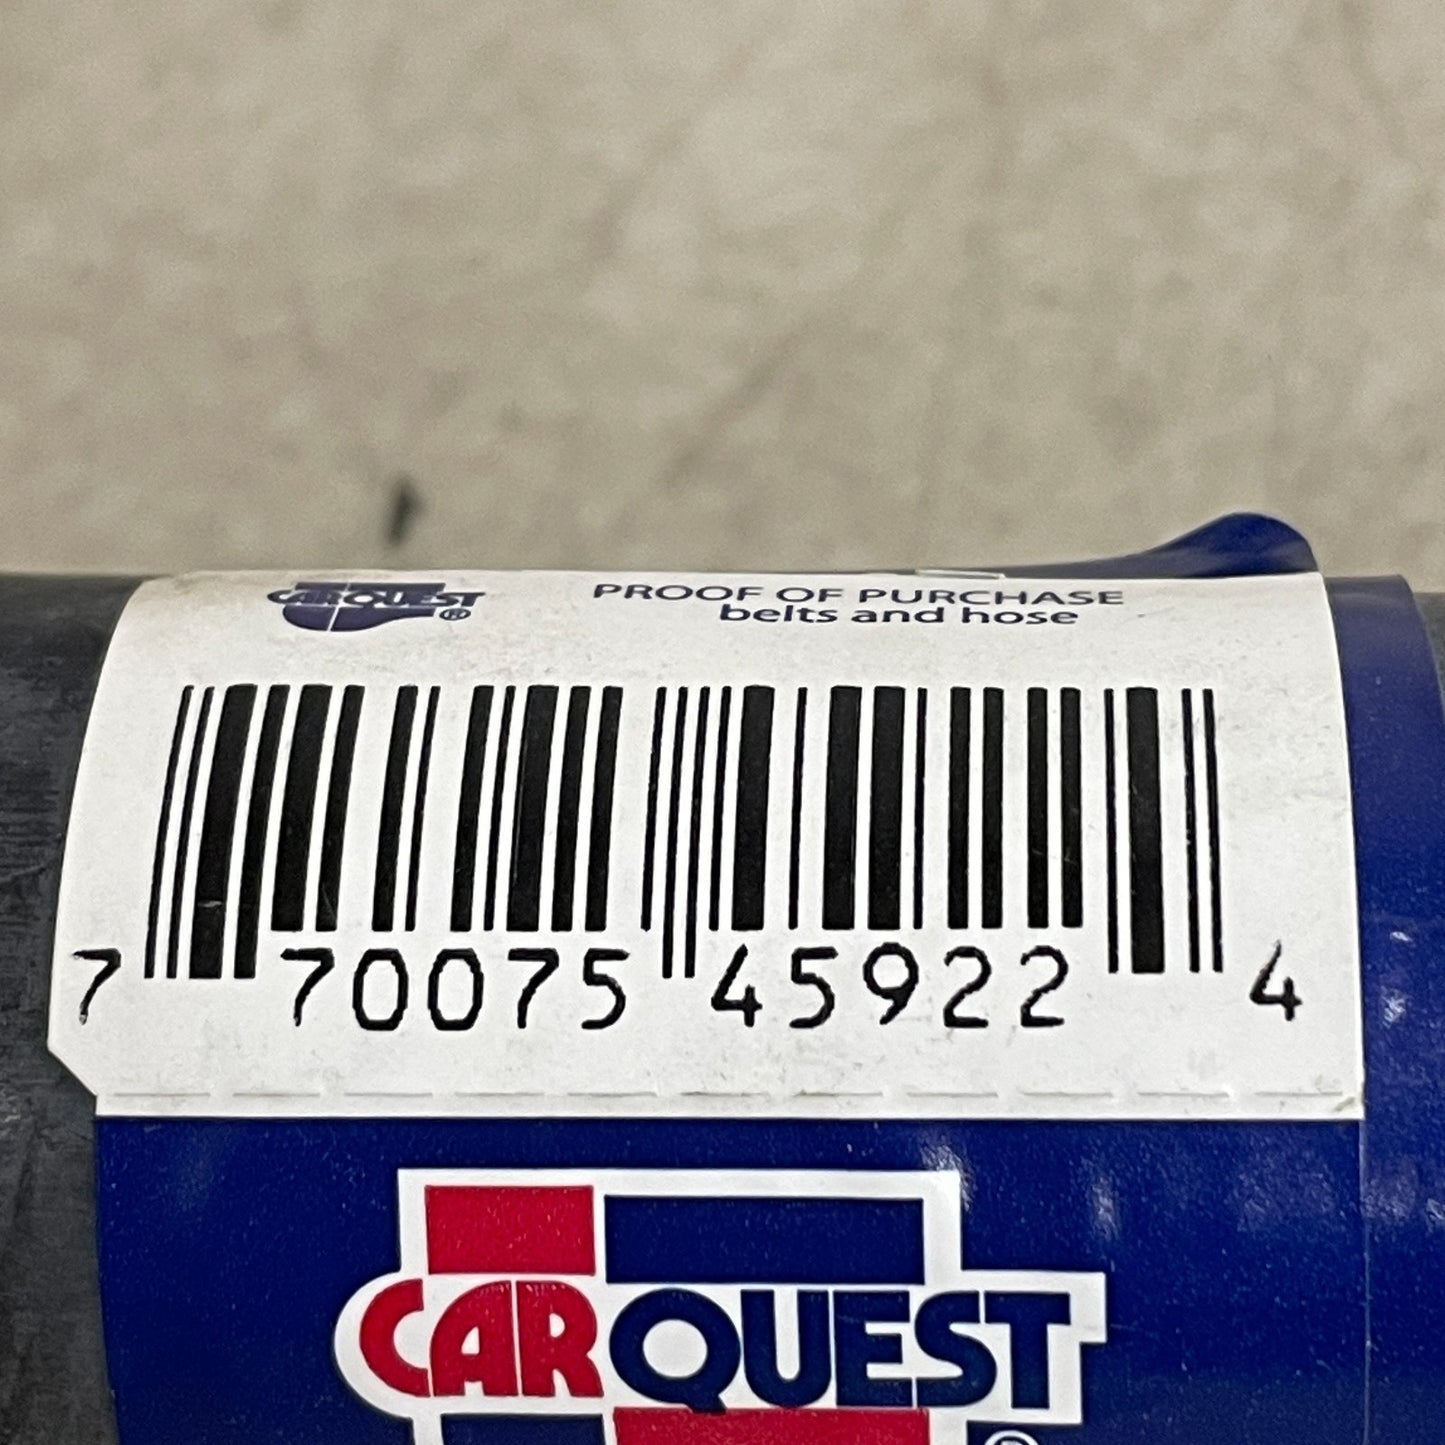 CARQUEST®
PROOF OF PURCHASE
belts and hose
7 70075 45922 4
CARQUEST
®